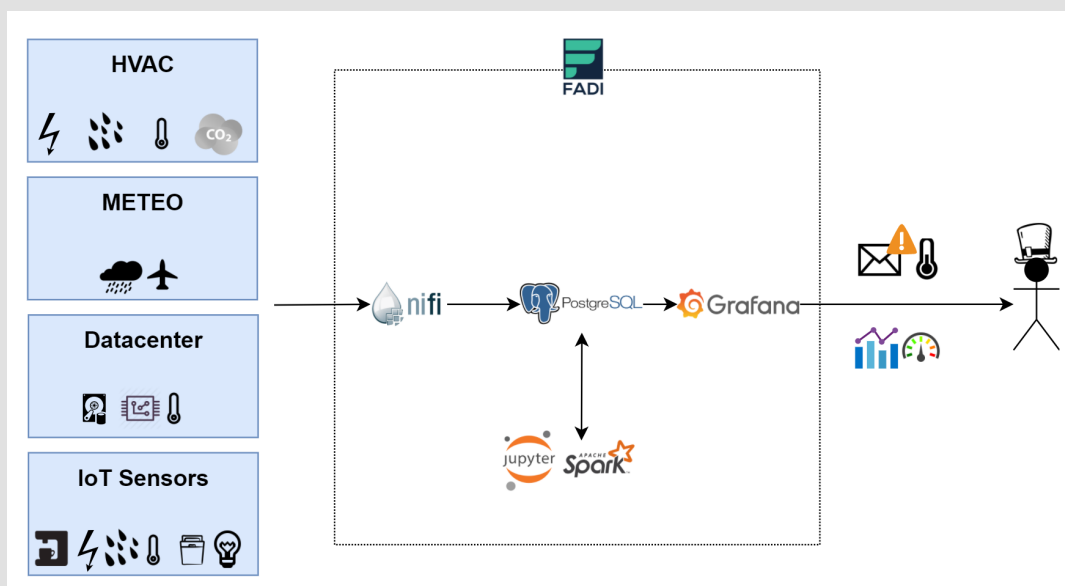 HVAC
CO2
METEO
Datacenter
IoT Sensors
FADI
nifi
PostgreSQL
Grafana
jupyter
APACHE
Spark